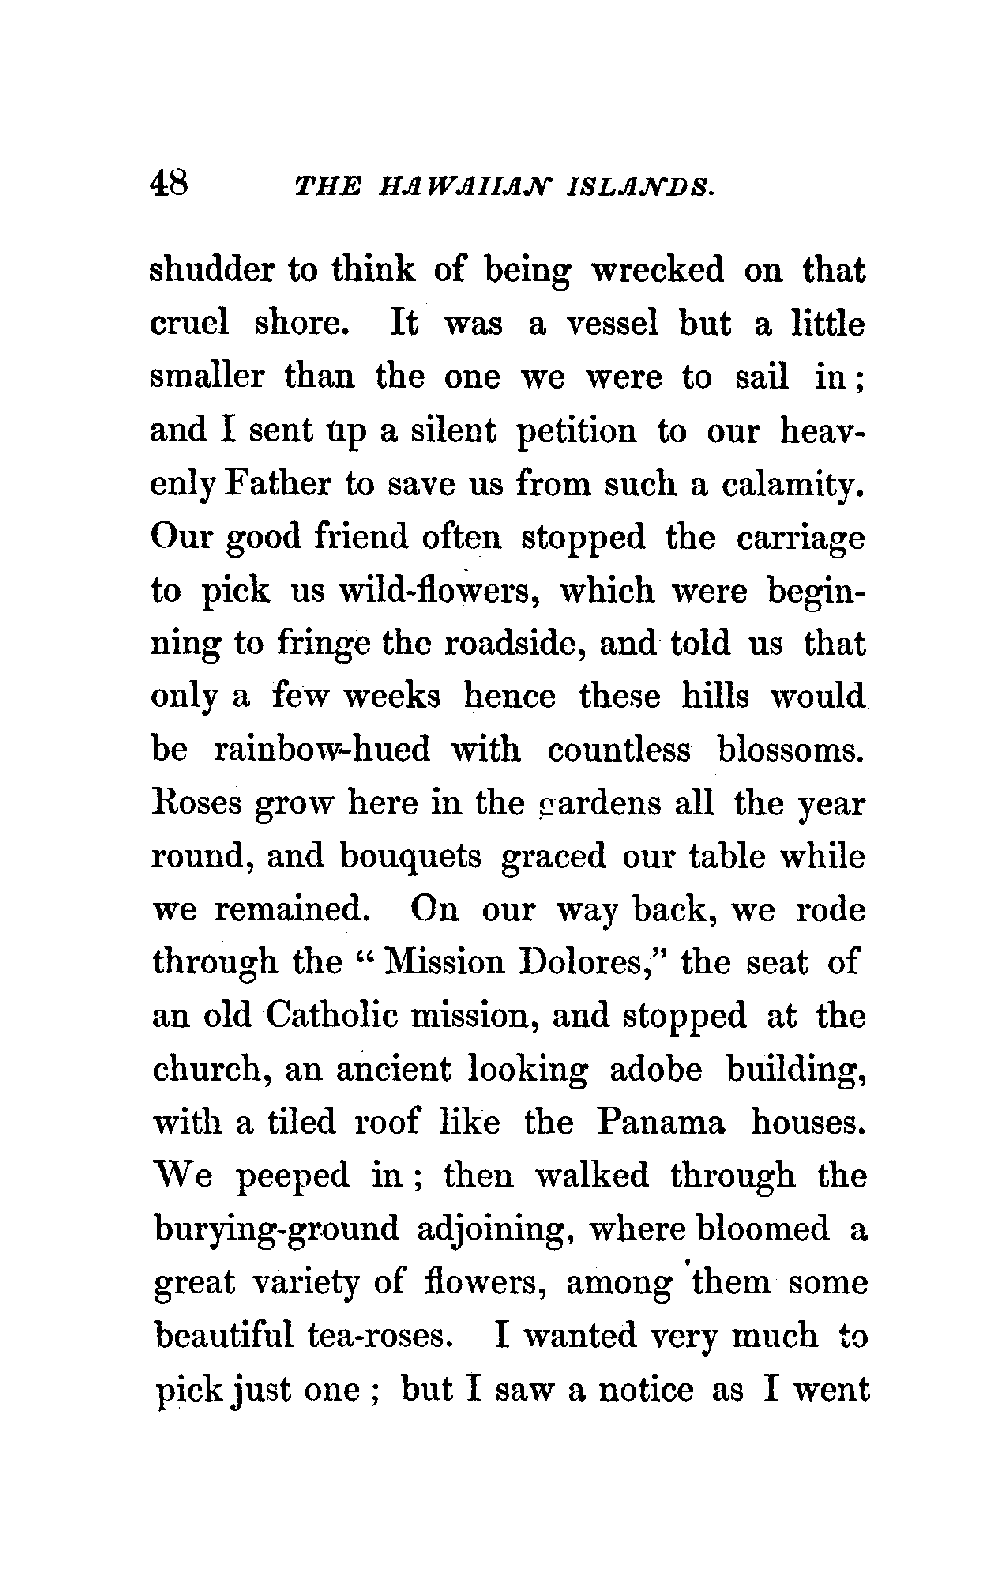 48 THE HAWAIIAN ISLANDS.
shudder to think of being wrecked on that
cruel shore. It was a vessel but a little
smaller than the one we were to sail in;
and I sent up a silent petition to our heav-
enly Father to save us from such a calamity.
Our good friend often stopped the carriage
to pick us wild-flowers, which were begin-
ning to fringe the roadside, and told us that
only a few weeks hence these hills would
be rainbow-hued with countless blossoms.
Roses grow here in the gardens all the year
round, and bouquets graced our table while
we remained. On our way back, we rode
through the “Mission Dolores,” the seat of
an old Catholic mission, and stopped at the
church, an ancient looking adobe building,
with a tiled roof like the Panama houses.
We peeped in; then walked through the
burying-ground adjoining, where bloomed a
great variety of flowers, among them some
beautiful tea-roses. I wanted very much to
pick just one; but I saw a notice as I went